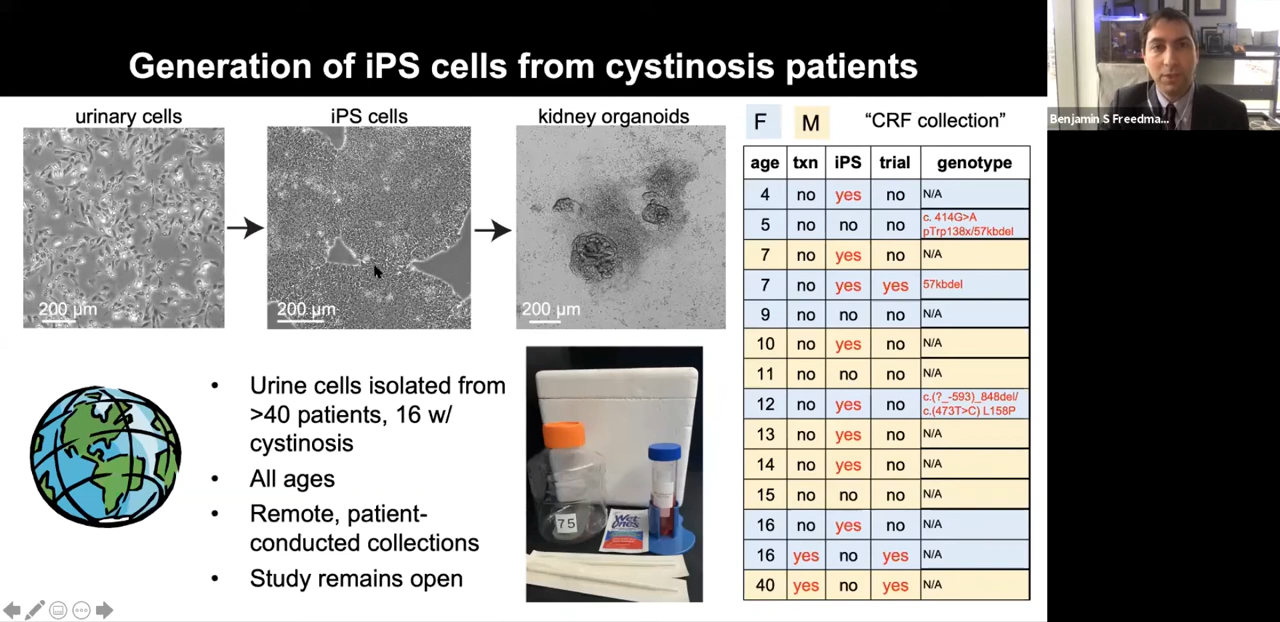 Generation of iPS cells from cystinosis patients
Benjamin S Freedma...
urinary cells
iPS cells
kidney organoids
200 μm
200 μm
200 μm
F M "CRF collection"
age txn iPS trial genotype
4 no yes no N/A
5 no no no c. 414G>A
pTrp138x/57kbdel
7 no yes no N/A
7 no yes yes 57kbdel
9 no no no N/A
10 no yes no N/A
11 no no no N/A
12 no yes no c.(?_-593)_848del/
c.(473T>C) L158P
13 no yes no N/A
14 no yes no N/A
15 no no no N/A
16 no yes no N/A
16 yes no yes N/A
40 yes no yes N/A
• Urine cells isolated from
>40 patients, 16 w/
cystinosis
• All ages
• Remote, patient-
conducted collections
• Study remains open
75
Wet
Ones